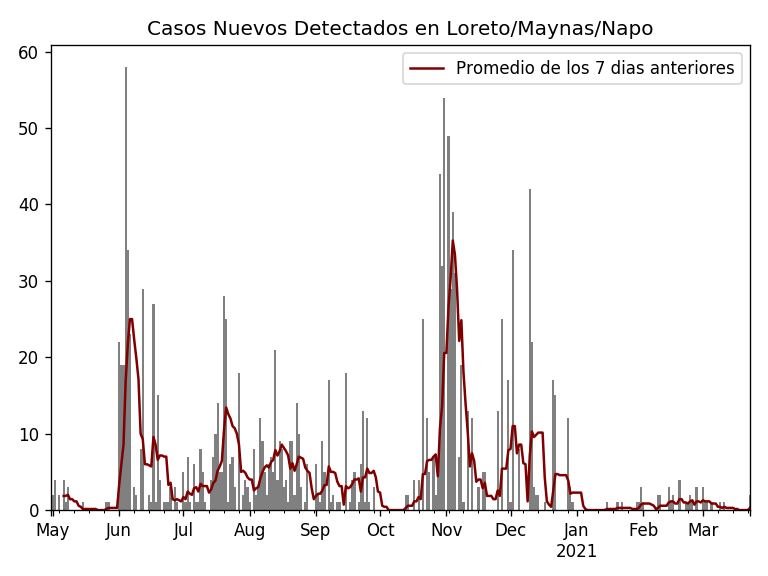 Casos Nuevos Detectados en Loreto/Maynas/Napo
Promedio de los 7 dias anteriores
60
50
40
30
20
10
0
May Jun Jul Aug Sep Oct Nov Dec Jan Feb Mar
2021